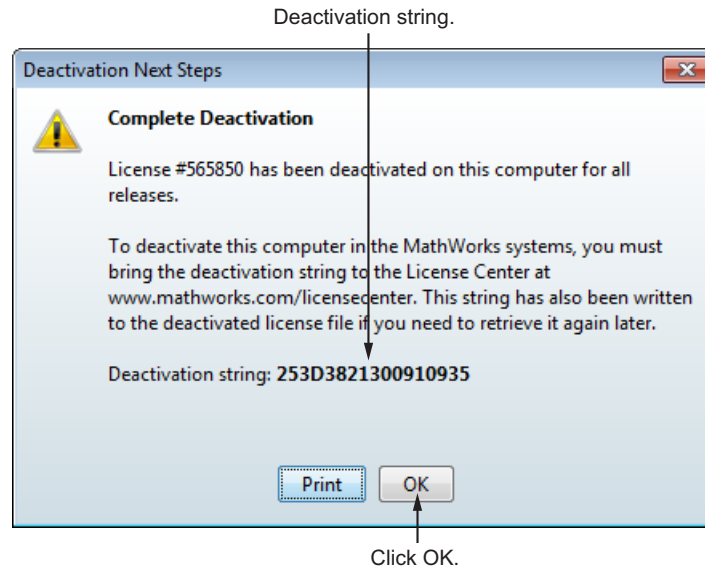 Deactivation string.
Deactivation Next Steps
Complete Deactivation
License #565850 has been deactivated on this computer for all
releases.
To deactivate this computer in the MathWorks systems, you must
bring the deactivation string to the License Center at
www.mathworks.com/licensecenter. This string has also been written
to the deactivated license file if you need to retrieve it again later.
Deactivation string: 253D3821300910935
Print OK
Click OK.